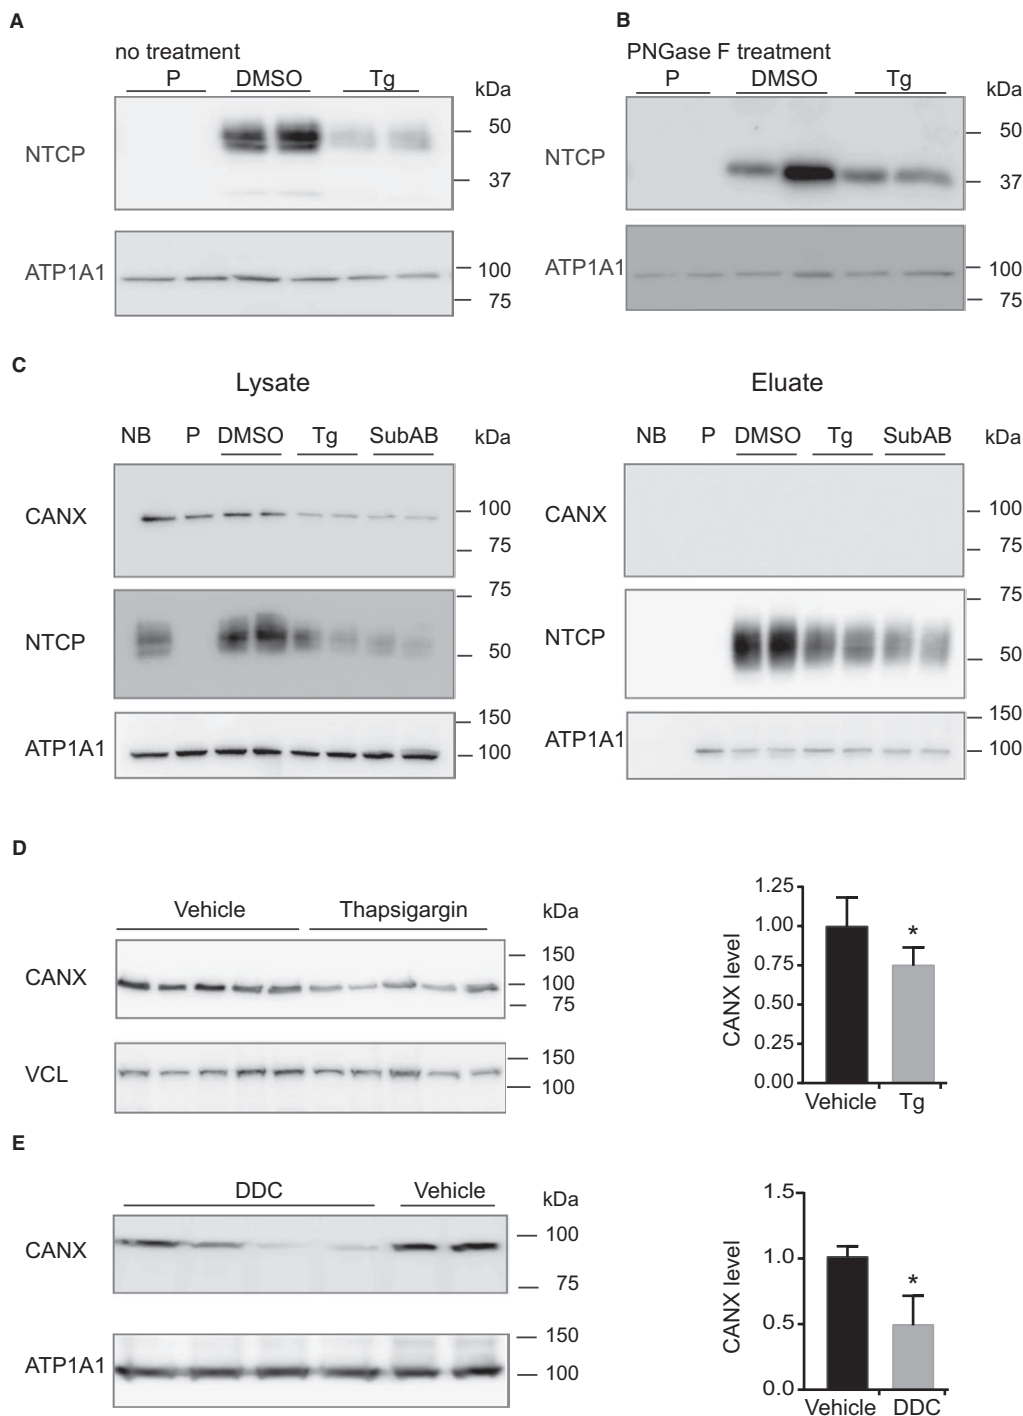 A
no treatment
P DMSO Tg
kDa
NTCP
50
37
ATP1A1
100
75
B
PNGase F treatment
P DMSO Tg
kDa
NTCP
50
37
ATP1A1
100
75
C
Lysate
NB P DMSO Tg SubAB kDa
CANX
100
75
NTCP
75
50
ATP1A1
150
100
Eluate
NB P DMSO Tg SubAB kDa
CANX
100
75
NTCP
75
50
ATP1A1
150
100
D
Vehicle Thapsigargin kDa
CANX
150
100
75
VCL
150
100
CANX level
1.25
1.00
0.75
0.50
0.25
0.00
*
Vehicle Tg
E
DDC Vehicle kDa
CANX
100
75
ATP1A1
150
100
CANX level
1.5
1.0
0.5
0.0
*
Vehicle DDC